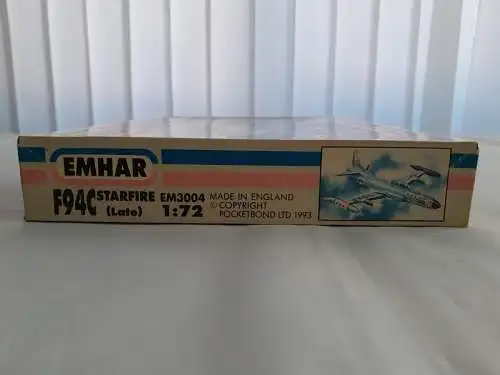 EMHAR
F94C STARFIRE (Late)
EM3004
1:72
MADE IN ENGLAND
© COPYRIGHT
POCKETBOND LTD 1993